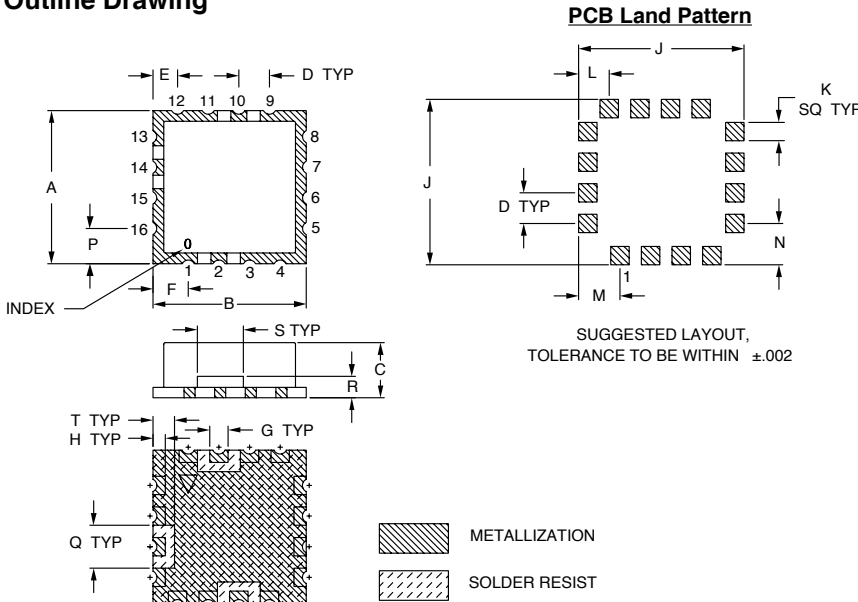 Outline Drawing
PCB Land Pattern
E
D TYP
12 11 10 9
13
14
15
16
8
7
6
5
A
P
0
1 2 3 4
F
B
INDEX
J
L
K
SQ TYP
J
D TYP
N
1
M
SUGGESTED LAYOUT,
TOLERANCE TO BE WITHIN ±.002
S TYP
C
R
T TYP
H TYP
G TYP
Q TYP
METALLIZATION
SOLDER RESIST